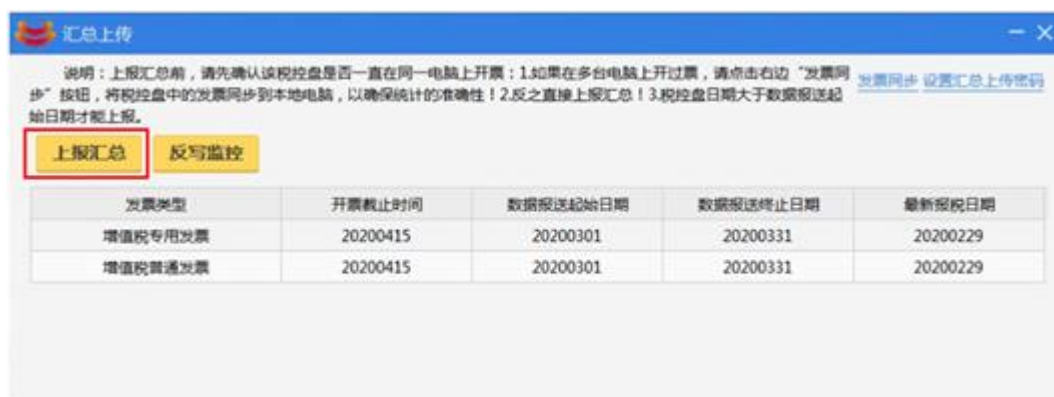 汇总上传
说明：上报汇总前，请先确认该税控盘是否一直在同一电脑上开票：1.如果在多台电脑上开过票，请点击右边“发票同
步”按钮，将税控盘中的发票同步到本地电脑，以确保统计的准确性！2.反之直接上报汇总！3.税控盘日期大于数据报送起
始日期才能上报。
发票同步 设置汇总上传密码
上报汇总 反写监控
发票类型 开票截止时间 数据报送起始日期 数据报送终止日期 最新报税日期
增值税专用发票 20200415 20200301 20200331 20200229
增值税普通发票 20200415 20200301 20200331 20200229